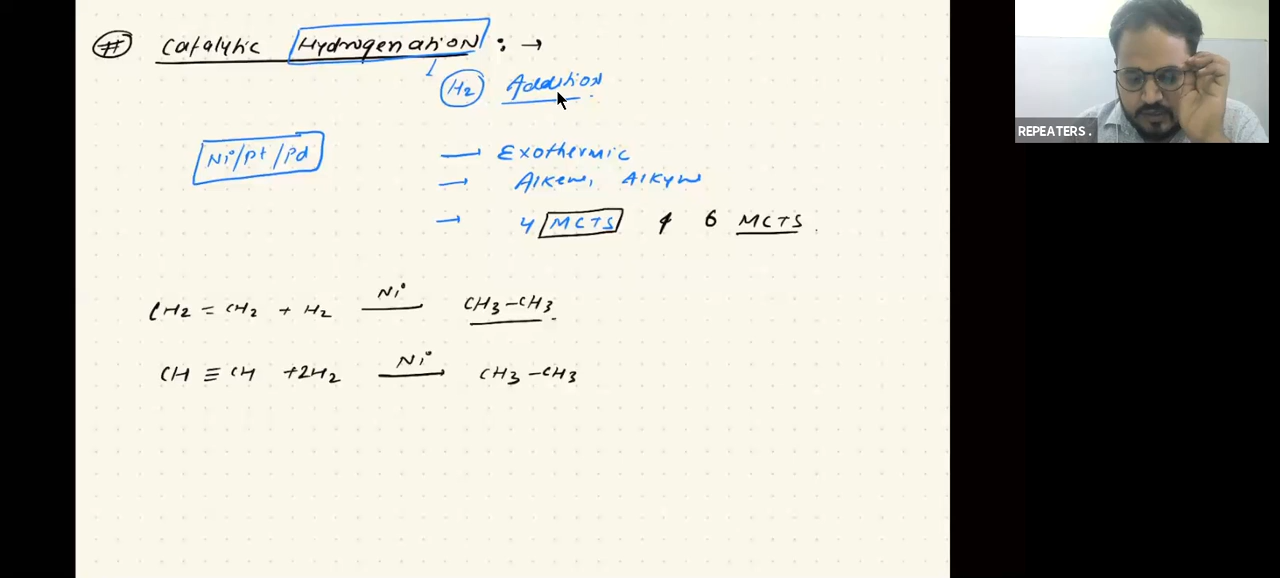 # Catalytic Hydrogenation : →
H2 Addition
Ni/Pt/Pd
→ Exothermic
→ Alkene, Alkyne
→ 4 MCTS & 6 MCTS.
CH2 = CH2 + H2 Ni → CH3-CH3.
CH ≡ CH +2H2 Ni → CH3-CH3
REPEATERS .